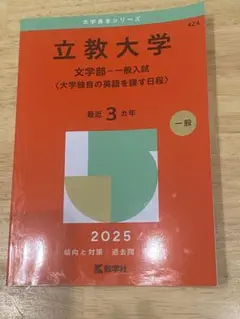 大学赤本シリーズ
424
立教大学
文学部－一般入試
〈大学独自の英語を課す日程〉
最近3カ年
一般
2025
傾向と対策 過去問
数学社